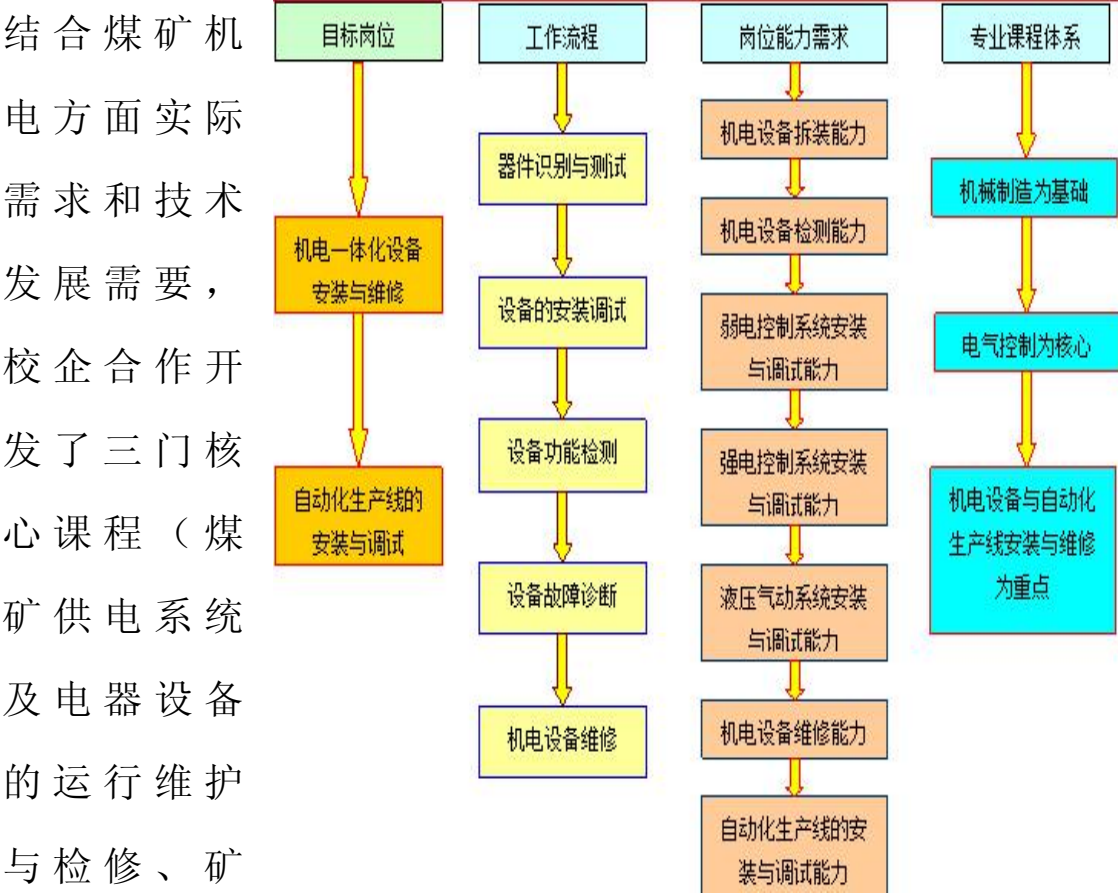 结合煤矿机
电方面实际
需求和技术
发展需要，
校企合作开
发了三门核
心课程（煤
矿供电系统
及电器设备
的运行维护
与检修、矿
目标岗位
机电一体化设备
安装与维修
自动化生产线的
安装与调试
工作流程
器件识别与测试
设备的安装调试
设备功能检测
设备故障诊断
机电设备维修
岗位能力需求
机电设备拆装能力
机电设备检测能力
弱电控制系统安装
与调试能力
强电控制系统安装
与调试能力
液压气动系统安装
与调试能力
机电设备维修能力
自动化生产线的安
装与调试能力
专业课程体系
机械制造为基础
电气控制为核心
机电设备与自动化
生产线安装与维修
为重点